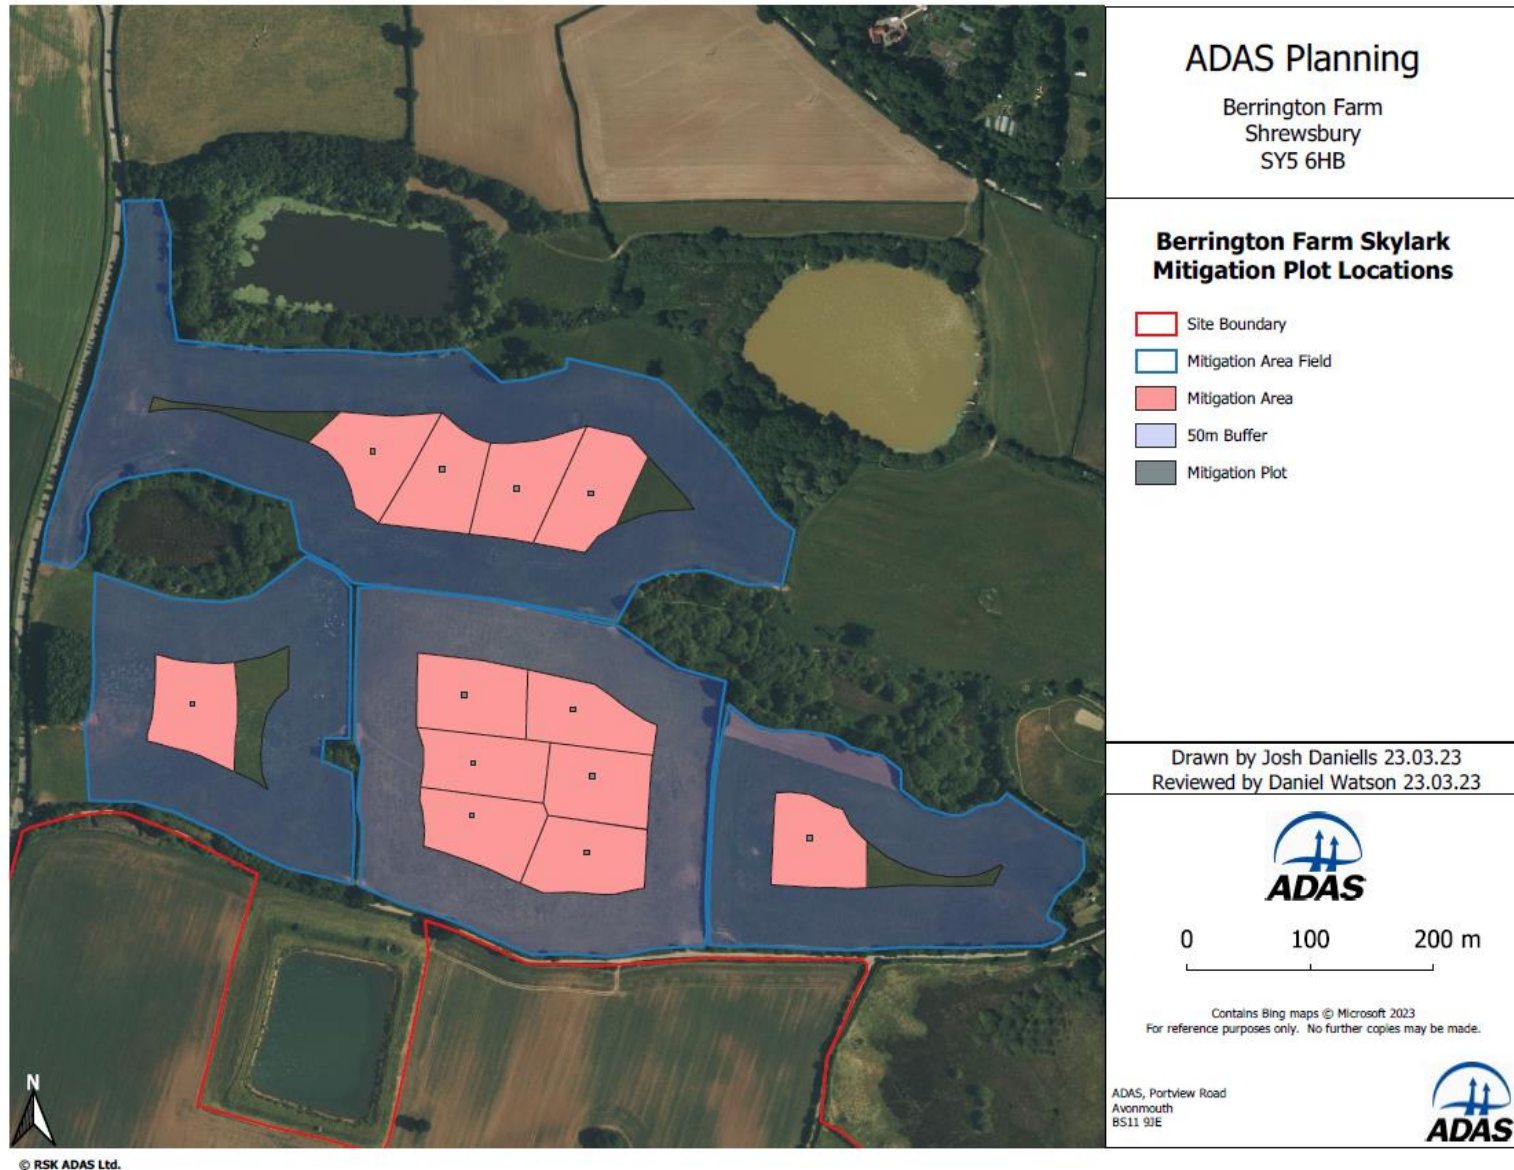 ADAS Planning
Berrington Farm
Shrewsbury
SY5 6HB
Berrington Farm Skylark
Mitigation Plot Locations
Site Boundary
Mitigation Area Field
Mitigation Area
50m Buffer
Mitigation Plot
Drawn by Josh Daniells 23.03.23
Reviewed by Daniel Watson 23.03.23
ADAS
0 100 200 m
Contains Bing maps © Microsoft 2023
For reference purposes only. No further copies may be made.
ADAS, Portview Road
Avonmouth
BS11 9JE
ADAS
N
© RSK ADAS Ltd.